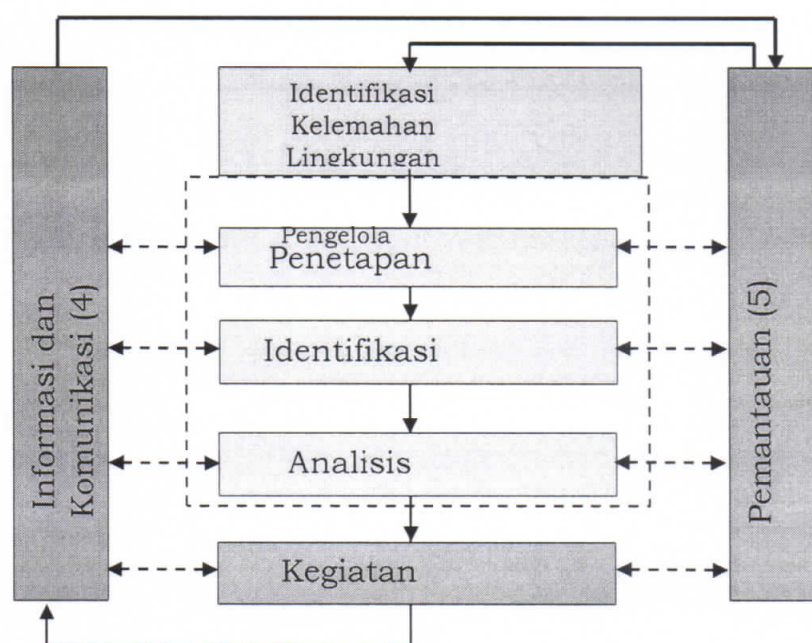 Identifikasi
Kelemahan
Lingkungan
Pengelola
Penetapan
Identifikasi
Analisis
Kegiatan
Informasi dan
Komunikasi (4)
Pemantauan (5)